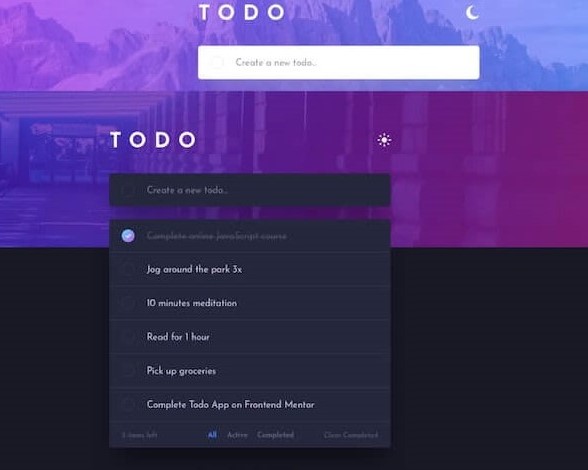 TODO
Create a new todo...
TODO
Create a new todo...
Complete online JavaScript course
Jog around the park 3x
10 minutes meditation
Read for 1 hour
Pick up groceries
Complete Todo App on Frontend Mentor
5 items left All Active Completed Clear Completed